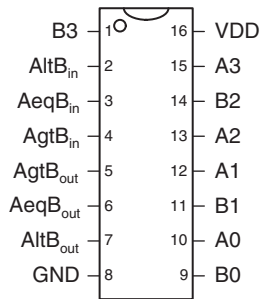 B3 1 16 VDD
AltBin 2 15 A3
AeqBin 3 14 B2
AgtBin 4 13 A2
AgtBout 5 12 A1
AeqBout 6 11 B1
AltBout 7 10 A0
GND 8 9 B0